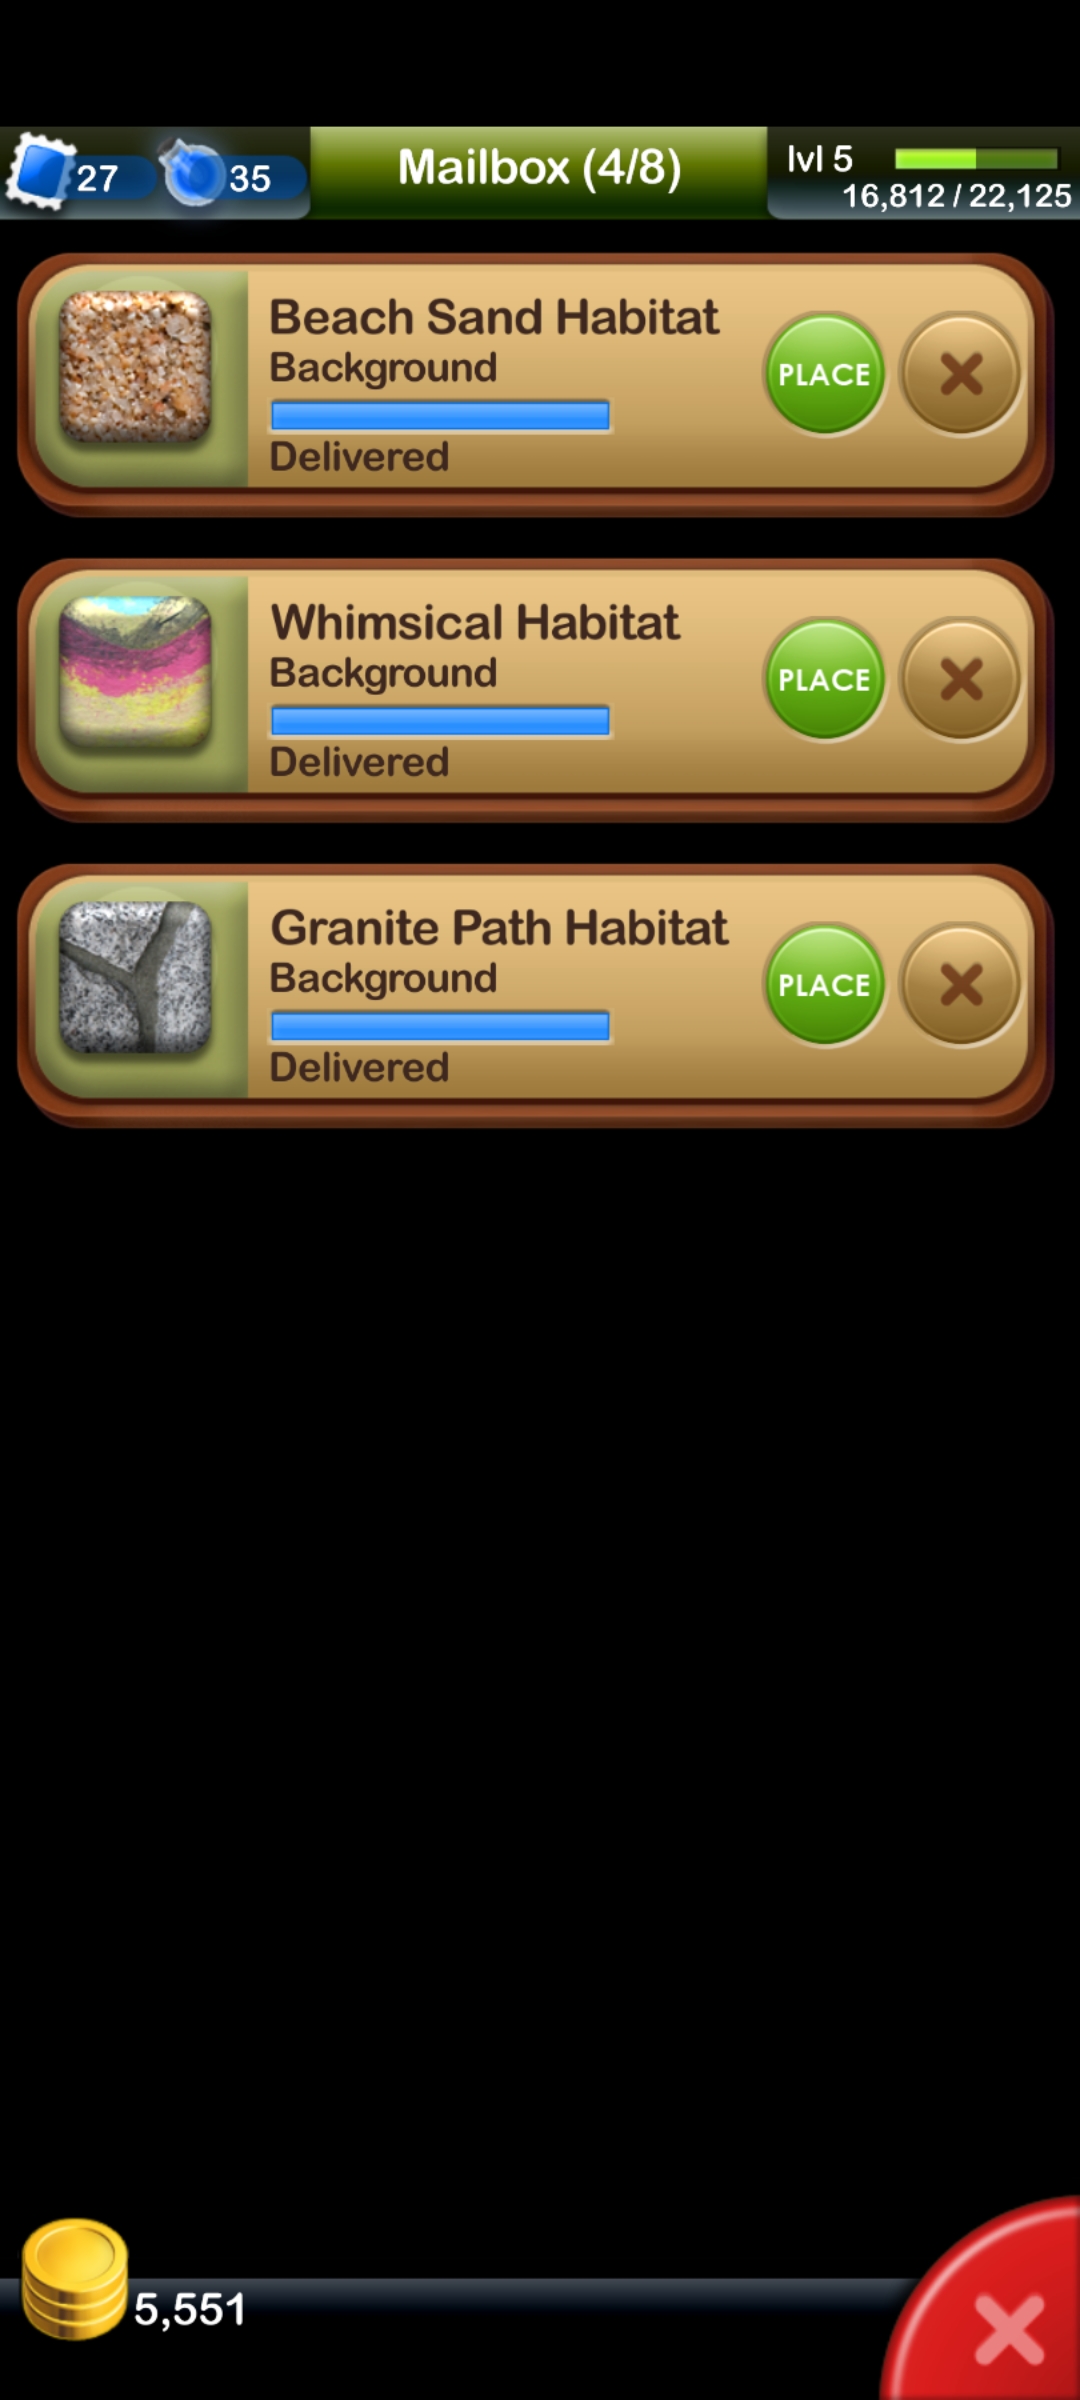 27
35
Mailbox (4/8)
lvl 5
16,812 / 22,125
Beach Sand Habitat
Background
Delivered
PLACE
Whimsical Habitat
Background
Delivered
PLACE
Granite Path Habitat
Background
Delivered
PLACE
5,551